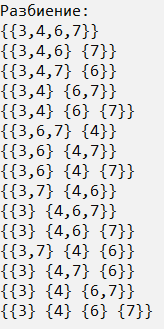 Разбиение:
{{3,4,6,7}}
{{3,4,6} {7}}
{{3,4,7} {6}}
{{3,4} {6,7}}
{{3,4} {6} {7}}
{{3,6,7} {4}}
{{3,6} {4,7}}
{{3,6} {4} {7}}
{{3,7} {4,6}}
{{3} {4,6,7}}
{{3} {4,6} {7}}
{{3,7} {4} {6}}
{{3} {4,7} {6}}
{{3} {4} {6,7}}
{{3} {4} {6} {7}}